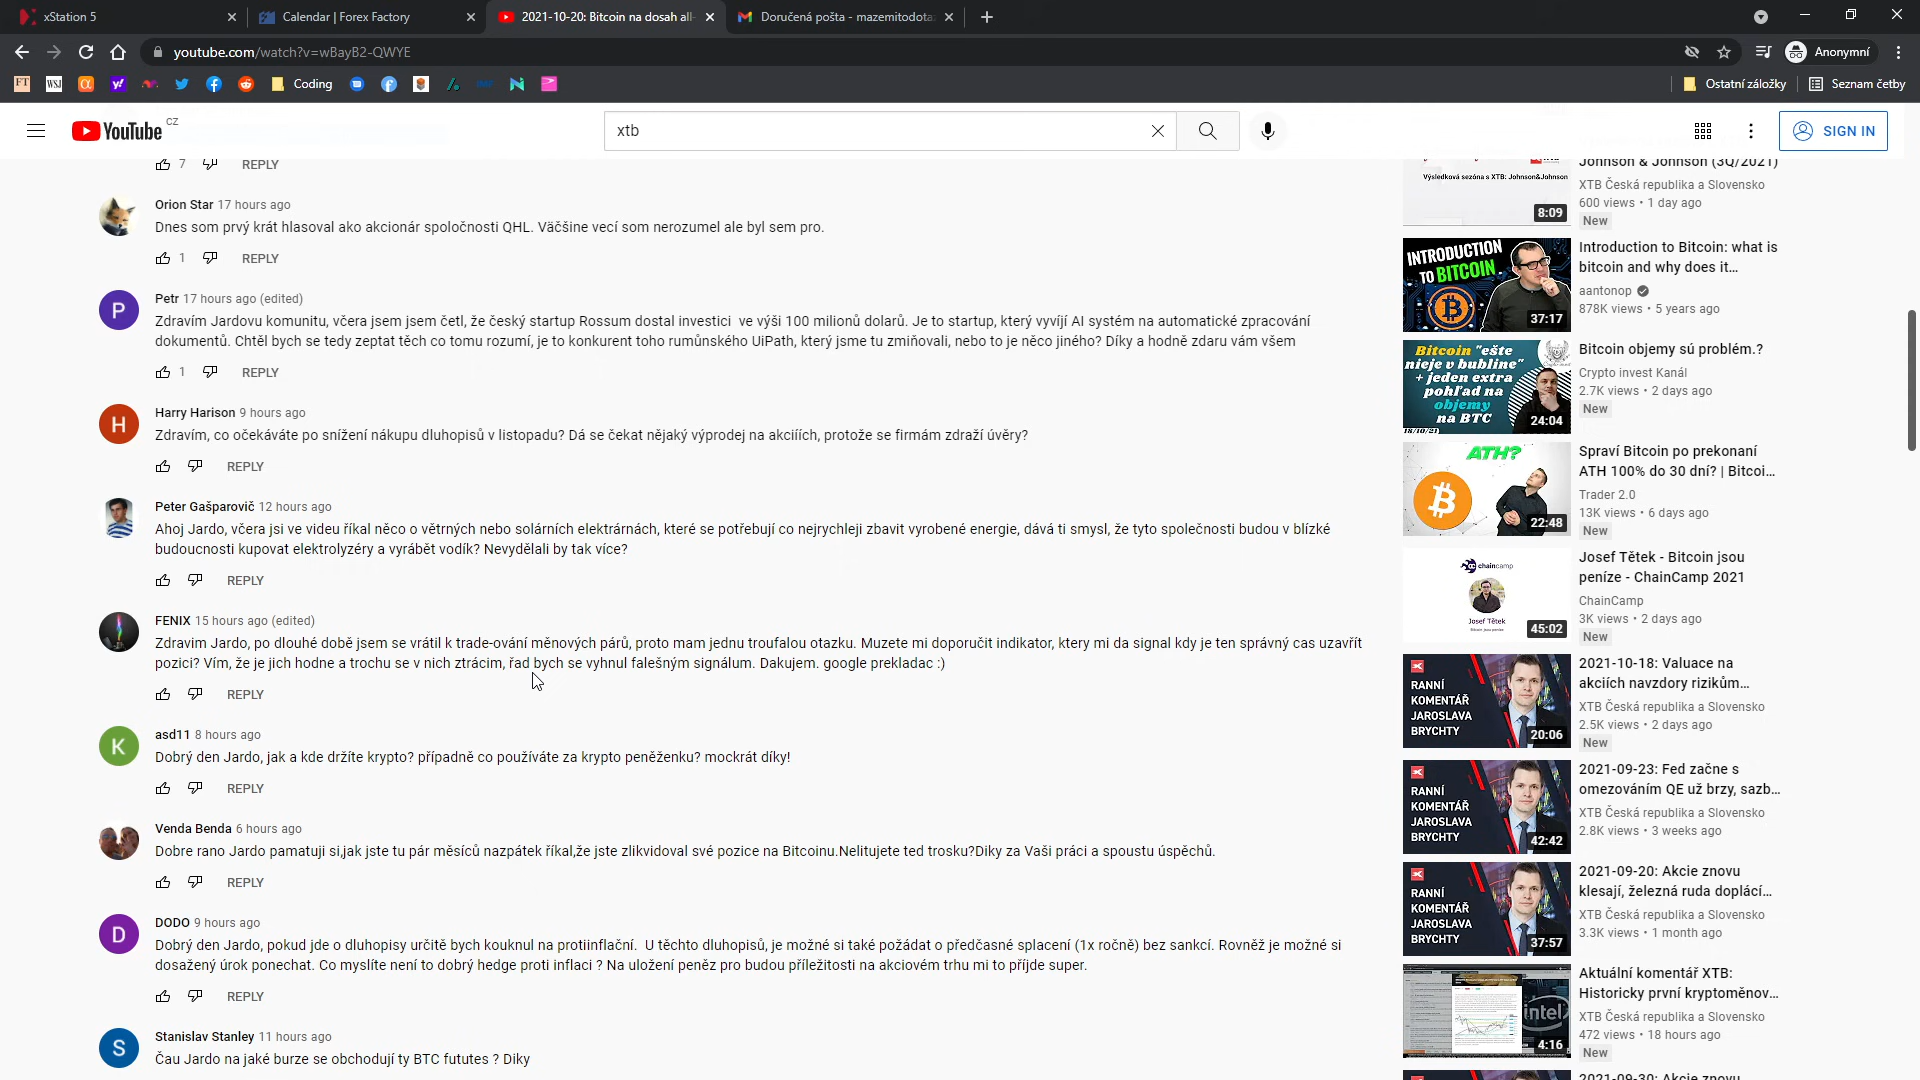 xStation 5
Calendar | Forex Factory
2021-10-20: Bitcoin na dosah all-
Doručená pošta - mazemitodota
youtube.com/watch?v=wBayB2-QWYE
Anonymní
FT
WSJ
Coding
Ostatní záložky
Seznam četby
YouTube CZ
xtb
SIGN IN
7 REPLY
Orion Star 17 hours ago
Dnes som prvý krát hlasoval ako akcionár spoločnosti QHL. Väčšine vecí som nerozumel ale byl sem pro.
1 REPLY
P
Petr 17 hours ago (edited)
Zdravím Jardovu komunitu, včera jsem jsem četl, že český startup Rossum dostal investici  ve výši 100 milionů dolarů. Je to startup, který vyvíjí AI systém na automatické zpracování
dokumentů. Chtěl bych se tedy zeptat těch co tomu rozumí, je to konkurent toho rumůnského UiPath, který jsme tu zmiňovali, nebo to je něco jiného? Díky a hodně zdaru vám všem
1 REPLY
H
Harry Harison 9 hours ago
Zdravím, co očekáváte po snížení nákupu dluhopisů v listopadu? Dá se čekat nějaký výprodej na akciíích, protože se firmám zdraží úvěry?
REPLY
Peter Gašparovič 12 hours ago
Ahoj Jardo, včera jsi ve videu říkal něco o větrných nebo solárních elektrárnách, které se potřebují co nejrychleji zbavit vyrobené energie, dává ti smysl, že tyto společnosti budou v blízké
budoucnosti kupovat elektrolyzéry a vyrábět vodík? Nevydělali by tak více?
REPLY
FENIX 15 hours ago (edited)
Zdravim Jardo, po dlouhé době jsem se vrátil k trade-ování měnových párů, proto mam jednu troufalou otazku. Muzete mi doporučit indikator, ktery mi da signal kdy je ten správný cas uzavřít
pozici? Vím, že je jich hodne a trochu se v nich ztrácim, řad bych se vyhnul falešným signálum. Dakujem. google prekladac :)
REPLY
K
asd11 8 hours ago
Dobrý den Jardo, jak a kde držíte krypto? případně co používáte za krypto peněženku? mockrát díky!
REPLY
Venda Benda 6 hours ago
Dobre rano Jardo pamatuji si,jak jste tu pár měsíců nazpátek říkal,že jste zlikvidoval své pozice na Bitcoinu.Nelitujete ted trosku?Diky za Vaši práci a spoustu úspěchů.
REPLY
D
DODO 9 hours ago
Dobrý den Jardo, pokud jde o dluhopisy určitě bych kouknul na protiinflační.  U těchto dluhopisů, je možné si také požádat o předčasné splacení (1x ročně) bez sankcí. Rovněž je možné si
dosažený úrok ponechat. Co myslíte není to dobrý hedge proti inflaci ? Na uložení peněz pro budou příležitosti na akciovém trhu mi to příjde super.
REPLY
S
Stanislav Stanley 11 hours ago
Čau Jardo na jaké burze se obchodují ty BTC fututes ? Diky
Výsledková sezóna s XTB: Johnson&Johnson
8:09
Johnson & Johnson (3Q/2021)
XTB Česká republika a Slovensko
600 views • 1 day ago
New
INTRODUCTION
TO BITCOIN
37:17
Introduction to Bitcoin: what is
bitcoin and why does it...
aantonop
878K views • 5 years ago
Bitcoin "ešte
nieje v bubline"
+ jeden extra
pohľad na
objemy
na BTC
18/10/21
24:04
Bitcoin objemy sú problém.?
Crypto invest Kanál
2.7K views • 2 days ago
New
ATH?
22:48
Spraví Bitcoin po prekonaní
ATH 100% do 30 dní? | Bitcoi...
Trader 2.0
13K views • 6 days ago
New
chaincamp
Josef Tětek
45:02
Josef Tětek - Bitcoin jsou
peníze - ChainCamp 2021
ChainCamp
3K views • 2 days ago
New
RANNÍ
KOMENTÁŘ
JAROSLAVA
BRYCHTY
20:06
2021-10-18: Valuace na
akciích navzdory rizikům...
XTB Česká republika a Slovensko
2.5K views • 2 days ago
New
RANNÍ
KOMENTÁŘ
JAROSLAVA
BRYCHTY
42:42
2021-09-23: Fed začne s
omezováním QE už brzy, sazb...
XTB Česká republika a Slovensko
2.8K views • 3 weeks ago
RANNÍ
KOMENTÁŘ
JAROSLAVA
BRYCHTY
37:57
2021-09-20: Akcie znovu
klesají, železná ruda doplácí...
XTB Česká republika a Slovensko
3.3K views • 1 month ago
intel
4:16
Aktuální komentář XTB:
Historicky první kryptoměnov...
XTB Česká republika a Slovensko
472 views • 18 hours ago
New
2021-09-30: Akcie znovu